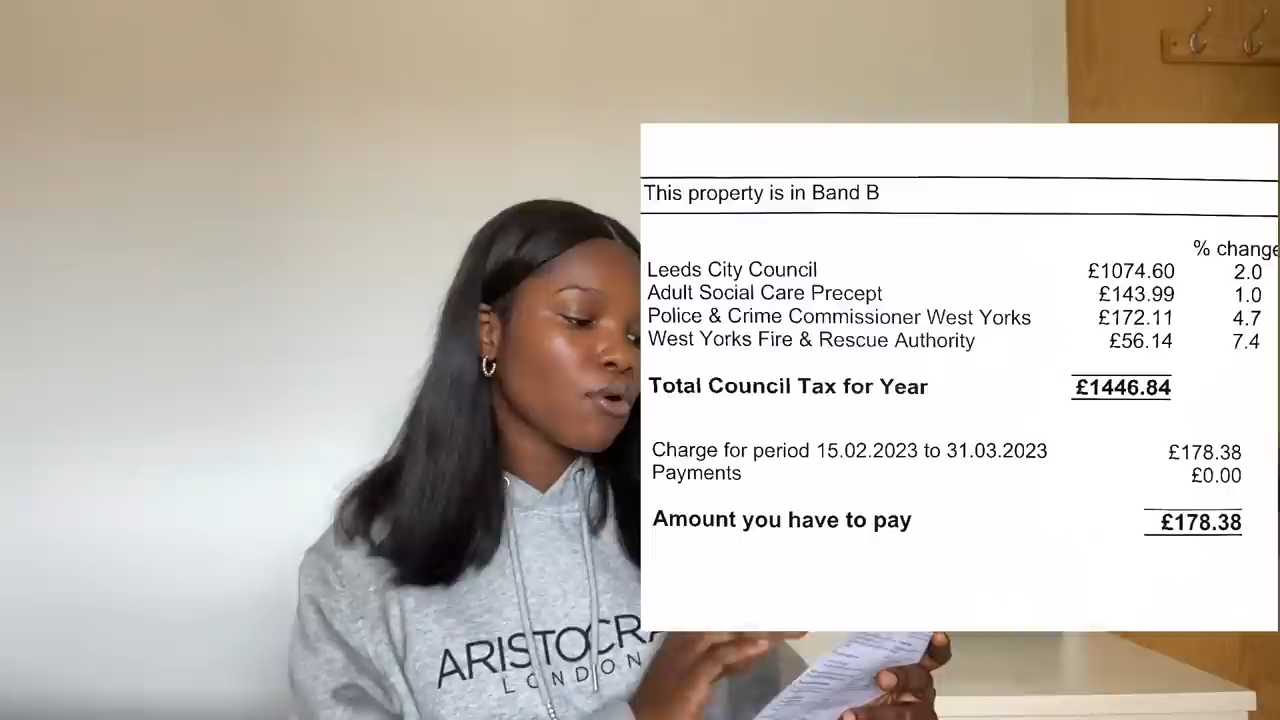 This property is in Band B
% change
Leeds City Council £1074.60 2.0
Adult Social Care Precept £143.99 1.0
Police & Crime Commissioner West Yorks £172.11 4.7
West Yorks Fire & Rescue Authority £56.14 7.4
Total Council Tax for Year £1446.84
Charge for period 15.02.2023 to 31.03.2023 £178.38
Payments £0.00
Amount you have to pay £178.38
ARISTOCRA
LONDON